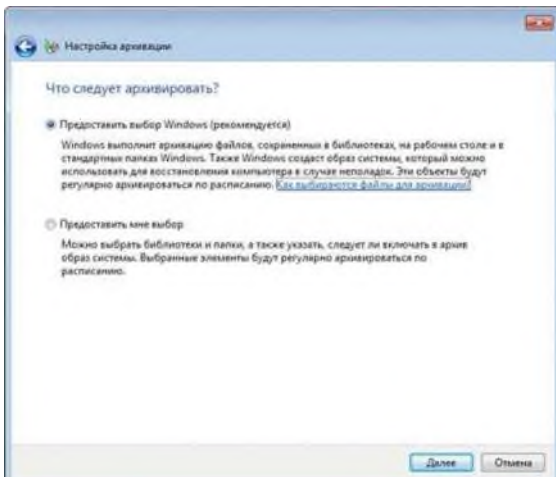 Настройка архивации
Что следует архивировать?
Предоставить выбор Windows (рекомендуется)
Windows выполнит архивацию файлов, сохраненных в библиотеках, на рабочем столе и в
стандартных папках Windows. Также Windows создаст образ системы, который можно
использовать для восстановления компьютера в случае неполадок. Эти объекты будут
регулярно архивироваться по расписанию. Как выбираются файлы для архивации?
Предоставить мне выбор
Можно выбрать библиотеки и папки, а также указать, следует ли включать в архив
образ системы. Выбранные элементы будут регулярно архивироваться по
расписанию.
Далее Отмена